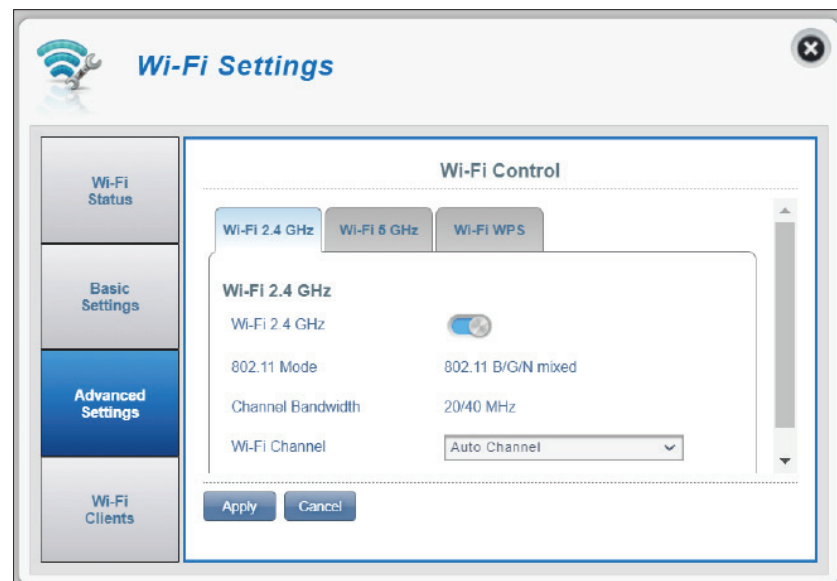 Wi-Fi Settings
Wi-Fi
Status
Basic
Settings
Advanced
Settings
Wi-Fi
Clients
Wi-Fi Control
Wi-Fi 2.4 GHz
Wi-Fi 5 GHz
Wi-Fi WPS
Wi-Fi 2.4 GHz
Wi-Fi 2.4 GHz
802.11 Mode
802.11 B/G/N mixed
Channel Bandwidth
20/40 MHz
Wi-Fi Channel
Auto Channel
Apply
Cancel